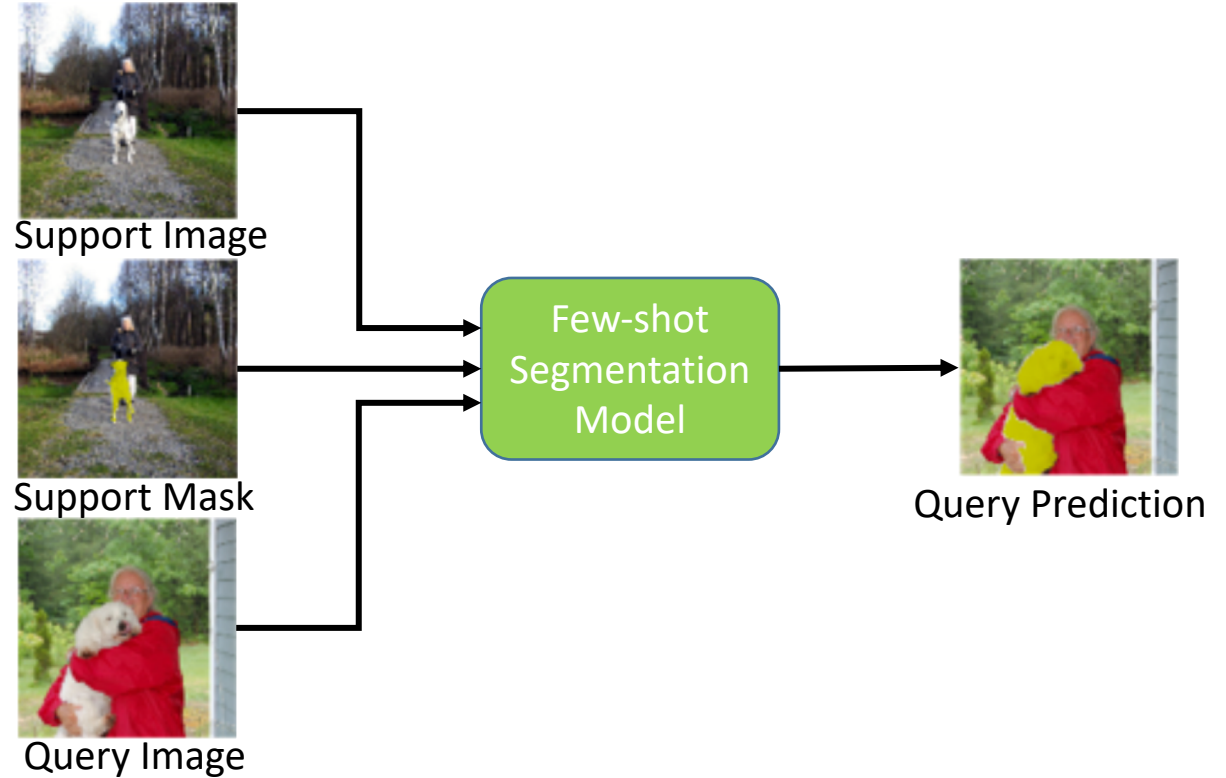 Support Image
Support Mask
Query Image
Few-shot
Segmentation
Model
Query Prediction